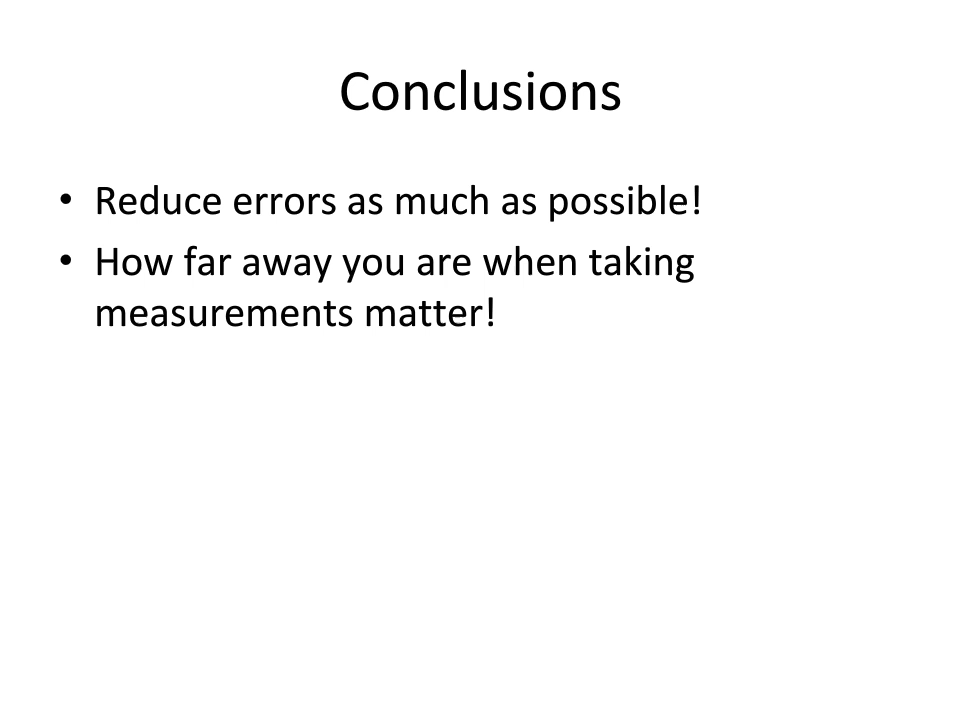 Conclusions
• Reduce errors as much as possible!
• How far away you are when taking
measurements matter!